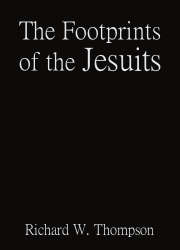 The Footprints
of the Jesuits
Richard W. Thompson